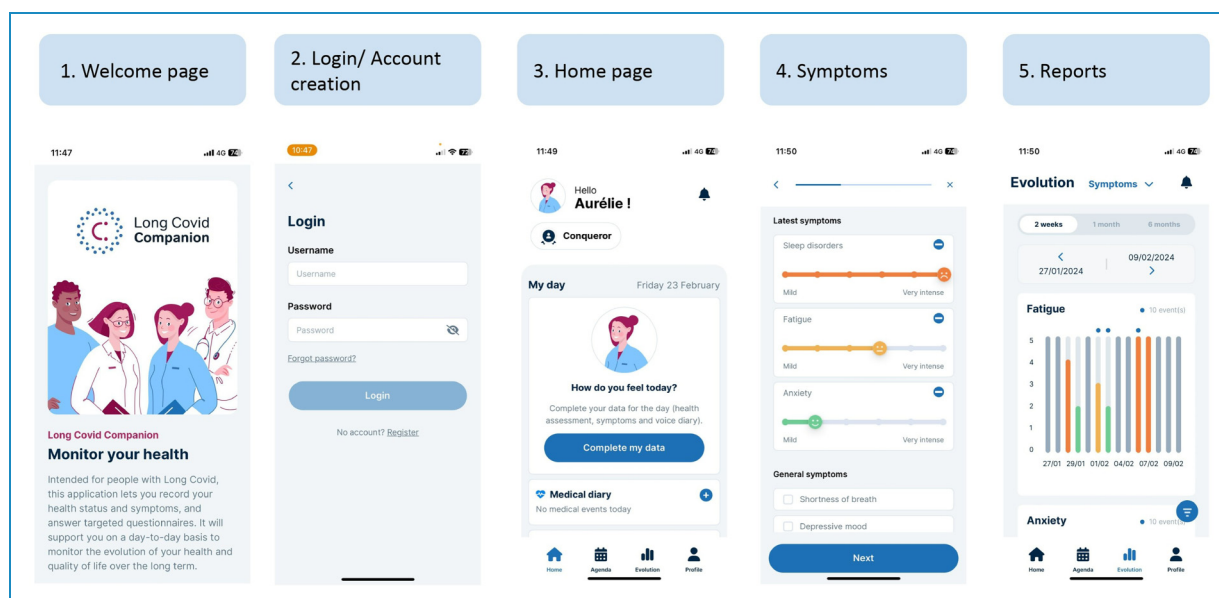 1. Welcome page
2. Login/ Account
creation
3. Home page
4. Symptoms
5. Reports
11:47
4G 74
Long Covid
Companion
Long Covid Companion
Monitor your health
Intended for people with Long Covid,
this application lets you record your
health status and symptoms, and
answer targeted questionnaires. It will
support you on a day-to-day basis to
monitor the evolution of your health and
quality of life over the long term.
10:47
73
Login
Username
Username
Password
Password
Forgot password?
Login
No account? Register
11:49
4G 74
Hello
Aurélie !
Conqueror
My day
Friday 23 February
How do you feel today?
Complete your data for the day (health
assessment, symptoms and voice diary).
Complete my data
Medical diary
No medical events today
Home
Agenda
Evolution
Profile
11:50
4G 74
Latest symptoms
Sleep disorders
Mild
Very intense
Fatigue
Mild
Very intense
Anxiety
Mild
Very intense
General symptoms
Shortness of breath
Depressive mood
Next
11:50
4G 74
Evolution
Symptoms
2 weeks
1 month
6 months
27/01/2024
09/02/2024
Fatigue
10 event(s)
5
4
3
2
1
0
27/01 29/01 01/02 04/02 07/02 09/02
Anxiety
10 event(s)
Home
Agenda
Evolution
Profile